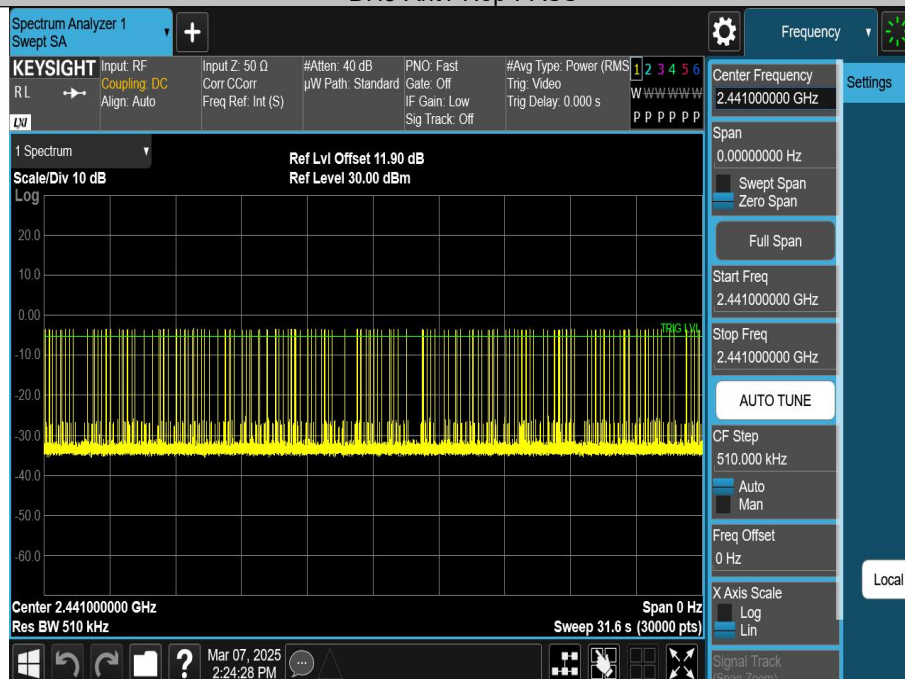 Spectrum Analyzer 1
Swept SA
Frequency
KEYSIGHT
RL
LXI
Input: RF
Coupling: DC
Align: Auto
Input Z: 50 Ω
Corr CCorr
Freq Ref: Int (S)
#Atten: 40 dB
µW Path: Standard
PNO: Fast
Gate: Off
IF Gain: Low
Sig Track: Off
#Avg Type: Power (RMS
Trig: Video
Trig Delay: 0.000 s
1 2 3 4 5 6
W W W W W W
P P P P P P
1 Spectrum
Scale/Div 10 dB
Log
Ref Lvl Offset 11.90 dB
Ref Level 30.00 dBm
20.0
10.0
0.00
TRIG LVL
-10.0
-20.0
-30.0
-40.0
-50.0
-60.0
Center 2.441000000 GHz
Span 0 Hz
Res BW 510 kHz
Sweep 31.6 s (30000 pts)
Mar 07, 2025
2:24:28 PM
Center Frequency
2.441000000 GHz
Settings
Span
0.00000000 Hz
Swept Span
Zero Span
Full Span
Start Freq
2.441000000 GHz
Stop Freq
2.441000000 GHz
AUTO TUNE
CF Step
510.000 kHz
Auto
Man
Freq Offset
0 Hz
Local
X Axis Scale
Log
Lin
Signal Track
(Span Zoom)